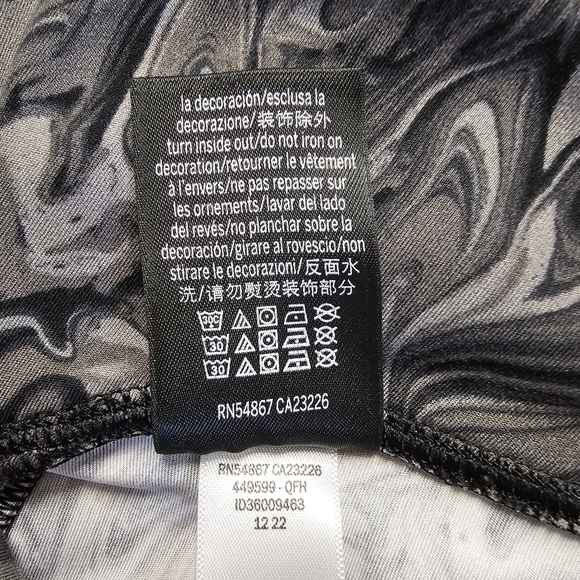 la decoración/esclusa la
decorazione/装饰除外
turn inside out/do not iron on
decoration/retourner le vêtement
à l'envers/ne pas repasser sur
les ornements/lavar del lado
del revés/no planchar sobre la
decoración/girare al rovescio/non
stirare le decorazioni/反面水
洗/请勿熨烫装饰部分
30C
30
30
RN54867 CA23226
RN54867 CA23226
449599 - QFH
ID36009463
12 22